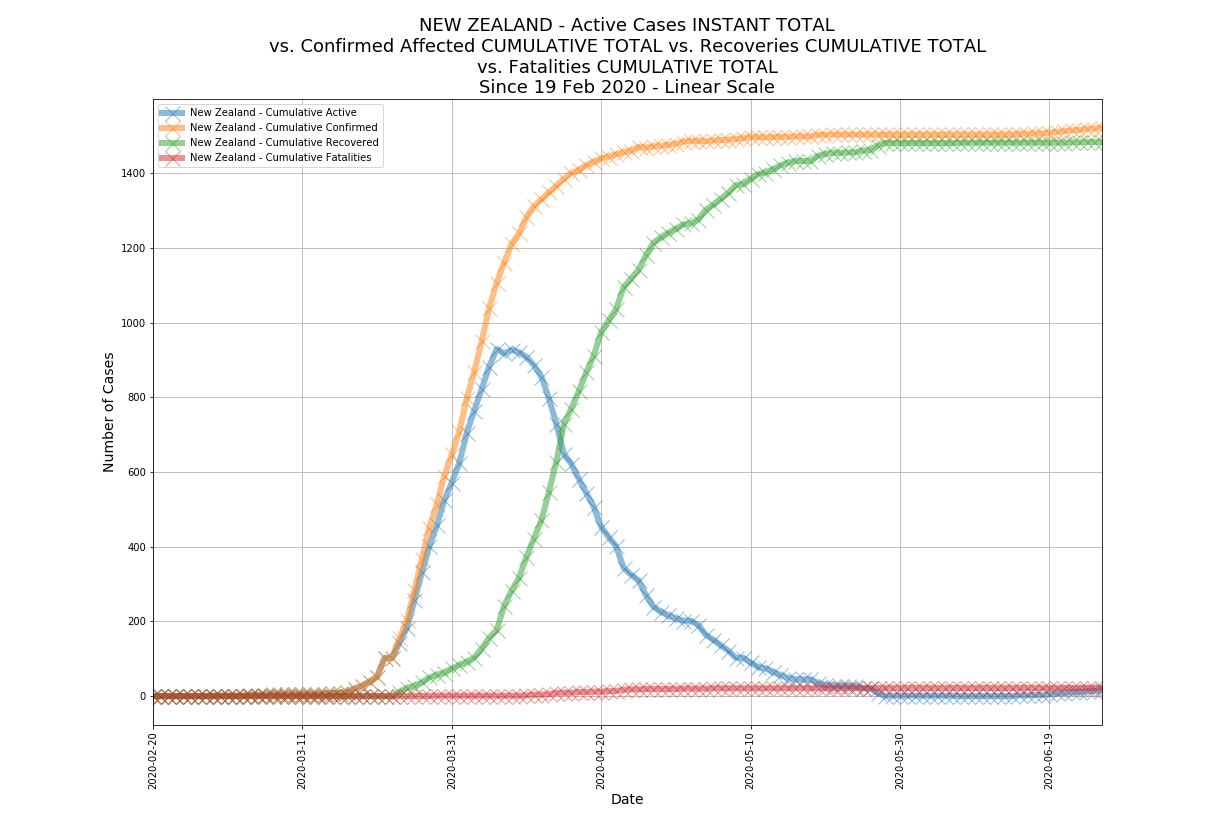 NEW ZEALAND - Active Cases INSTANT TOTAL
vs. Confirmed Affected CUMULATIVE TOTAL vs. Recoveries CUMULATIVE TOTAL
vs. Fatalities CUMULATIVE TOTAL
Since 19 Feb 2020 - Linear Scale
New Zealand - Cumulative Active
New Zealand - Cumulative Confirmed
New Zealand - Cumulative Recovered
New Zealand - Cumulative Fatalities
Number of Cases
1400
1200
1000
800
600
400
200
0
2020-02-20
2020-03-11
2020-03-31
2020-04-20
2020-05-10
2020-05-30
2020-06-19
Date